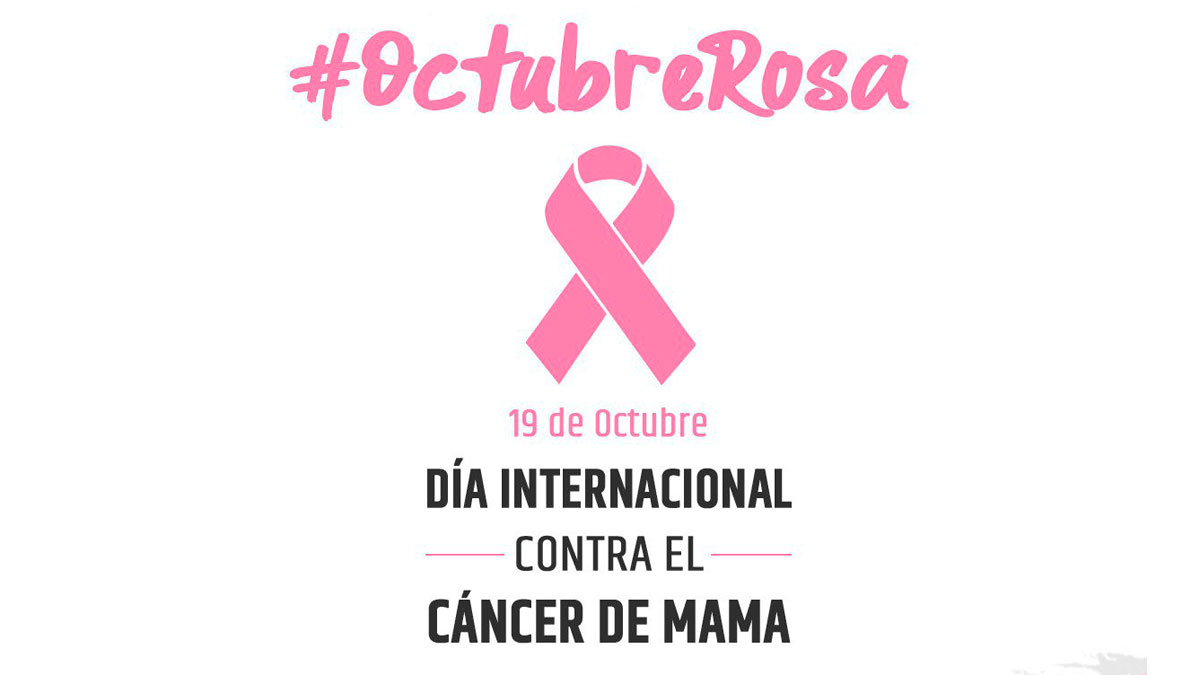 #OctubreRosa
19 de Octubre
DÍA INTERNACIONAL
CONTRA EL
CÁNCER DE MAMA